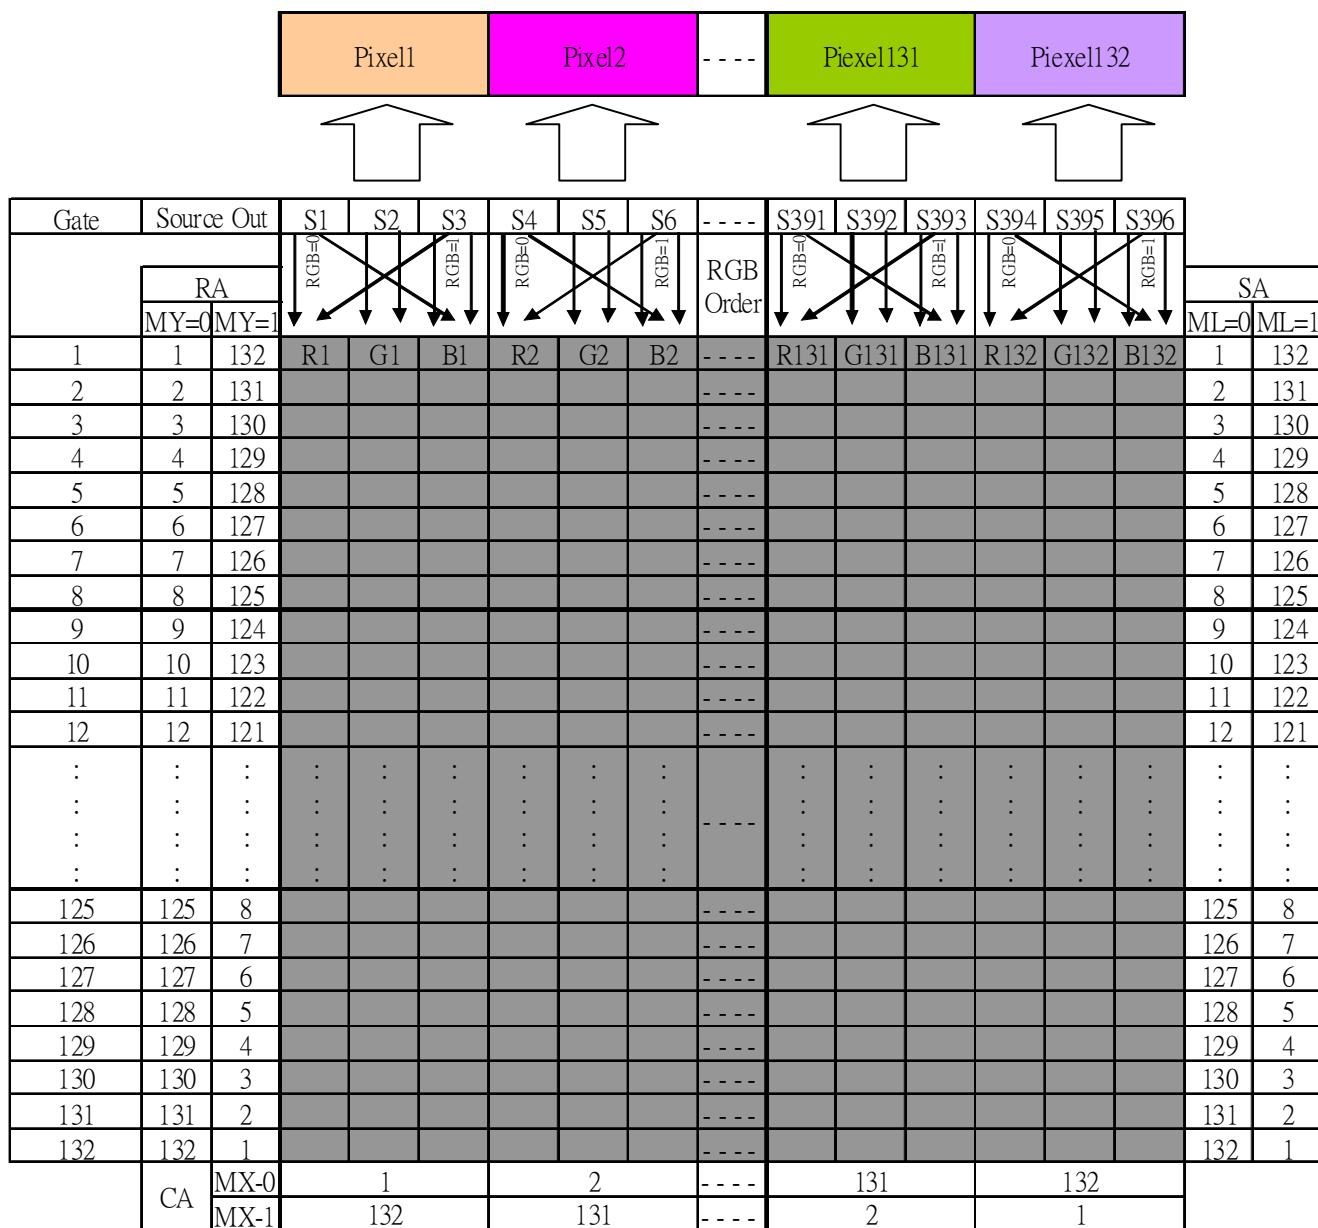 Pixel1 Pixel2 ---- Piexel131 Piexel132
Gate Source Out S1 S2 S3 S4 S5 S6 ---- S391 S392 S393 S394 S395 S396
RGB=0 RGB=1 RGB=0 RGB=1 RGB=0 RGB=1 RGB=0 RGB=1
RGB
Order
RA SA
MY=0 MY=1 ML=0 ML=1
1 1 132 R1 G1 B1 R2 G2 B2 ---- R131 G131 B131 R132 G132 B132 1 132
2 2 131 ---- 2 131
3 3 130 ---- 3 130
4 4 129 ---- 4 129
5 5 128 ---- 5 128
6 6 127 ---- 6 127
7 7 126 ---- 7 126
8 8 125 ---- 8 125
9 9 124 ---- 9 124
10 10 123 ---- 10 123
11 11 122 ---- 11 122
12 12 121 ---- 12 121
: : : : : : : : : : : : : : : : :
: : : : : : : : : : : : : : : : :
----
: : : : : : : : : : : : : : : : :
: : : : : : : : : : : : : : : : :
125 125 8 ---- 125 8
126 126 7 ---- 126 7
127 127 6 ---- 127 6
128 128 5 ---- 128 5
129 129 4 ---- 129 4
130 130 3 ---- 130 3
131 131 2 ---- 131 2
132 132 1 ---- 132 1
CA
MX-0 1 2 ---- 131 132
MX-1 132 131 ---- 2 1